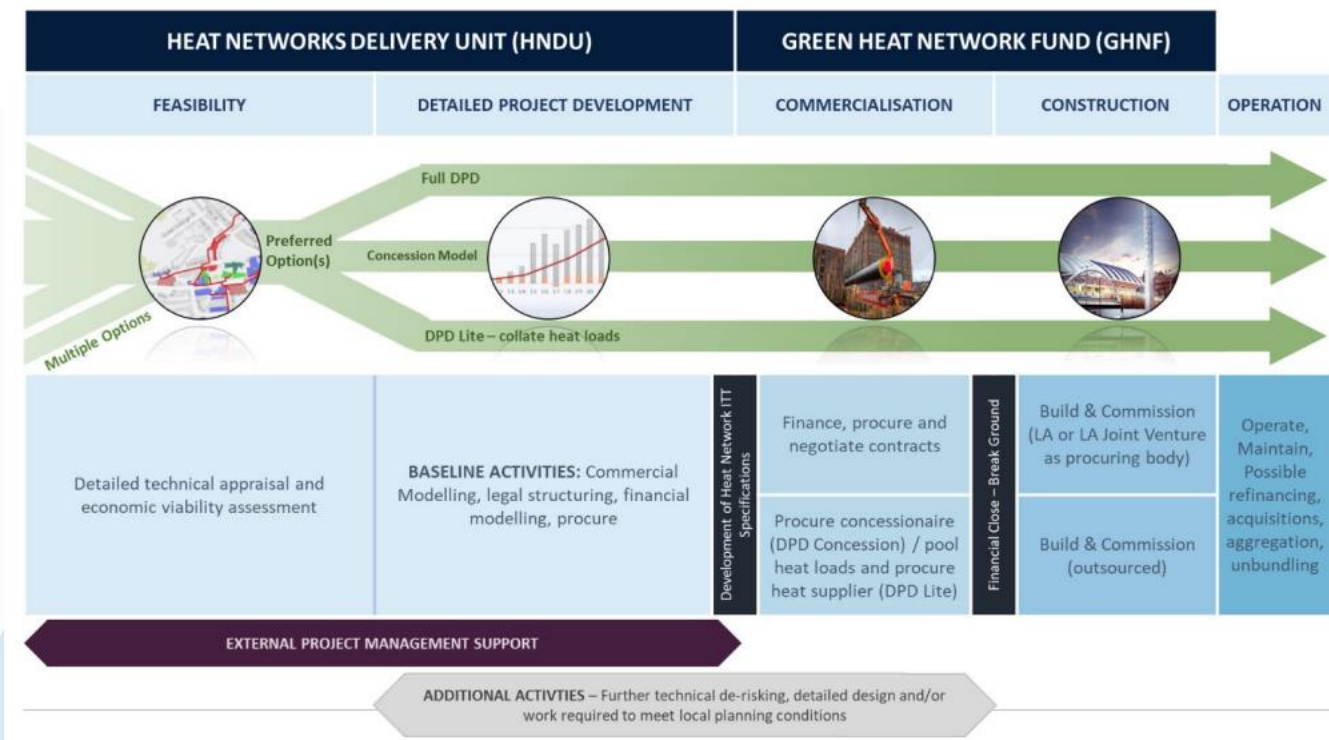 HEAT NETWORKS DELIVERY UNIT (HNDU)
GREEN HEAT NETWORK FUND (GHNF)
FEASIBILITY
DETAILED PROJECT DEVELOPMENT
COMMERCIALISATION
CONSTRUCTION
OPERATION
Full DPD
Preferred
Option(s)
Concession Model
Multiple Options
DPD Lite – collate heat loads
Detailed technical appraisal and
economic viability assessment
BASELINE ACTIVITIES: Commercial
Modelling, legal structuring, financial
modelling, procure
Development of Heat Network ITT
Specifications
Finance, procure and
negotiate contracts
Procure concessionaire
(DPD Concession) / pool
heat loads and procure
heat supplier (DPD Lite)
Financial Close – Break Ground
Build & Commission
(LA or LA Joint Venture
as procuring body)
Build & Commission
(outsourced)
Operate,
Maintain,
Possible
refinancing,
acquisitions,
aggregation,
unbundling
EXTERNAL PROJECT MANAGEMENT SUPPORT
ADDITIONAL ACTIVTIES – Further technical de-risking, detailed design and/or
work required to meet local planning conditions